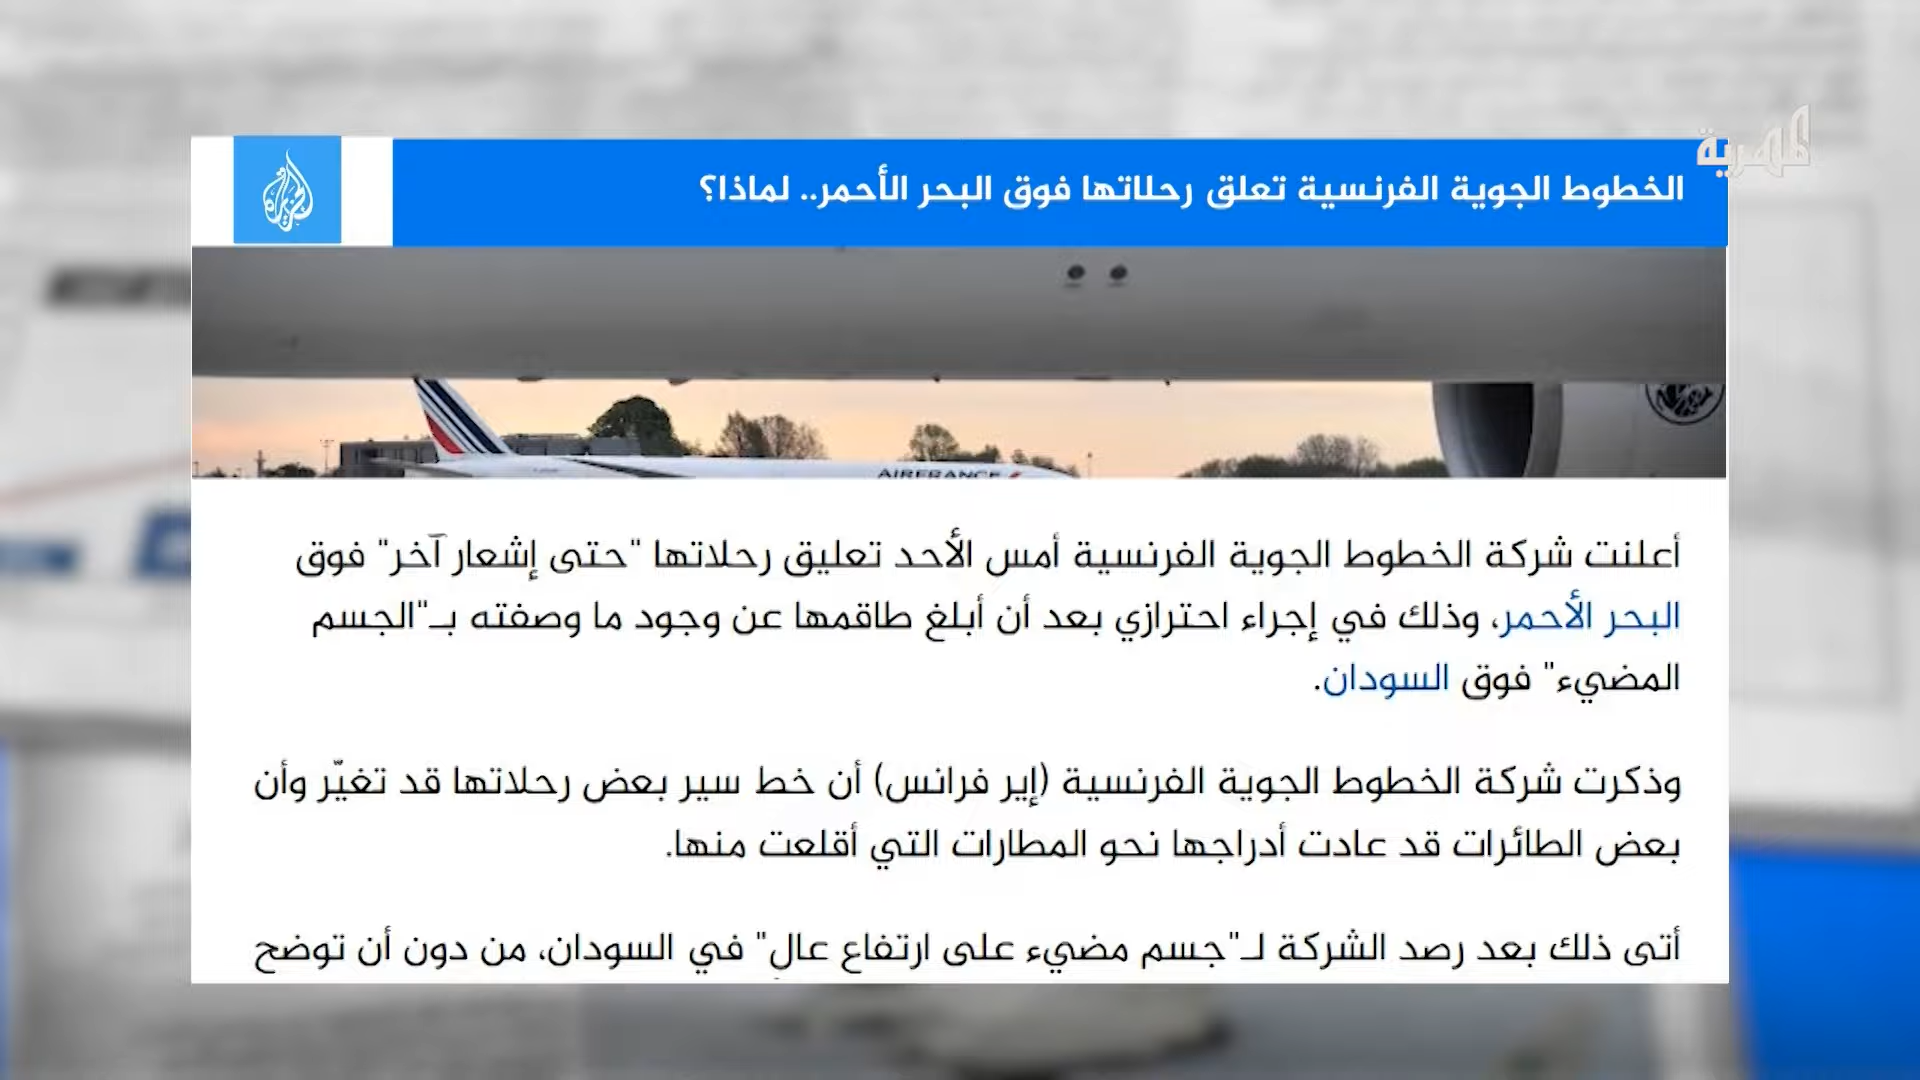 المهرية
الخطوط الجوية الفرنسية تعلق رحلاتها فوق البحر الأحمر.. لماذا؟
الجزيرة
AIRFRANCE
أعلنت شركة الخطوط الجوية الفرنسية أمس الأحد تعليق رحلاتها "حتى إشعار آخر" فوق
البحر الأحمر، وذلك في إجراء احترازي بعد أن أبلغ طاقمها عن وجود ما وصفته بـ"الجسم
المضيء" فوق السودان.
وذكرت شركة الخطوط الجوية الفرنسية (إير فرانس) أن خط سير بعض رحلاتها قد تغيّر وأن
بعض الطائرات قد عادت أدراجها نحو المطارات التي أقلعت منها.
أتى ذلك بعد رصد الشركة لـ"جسم مضيء على ارتفاع عالٍ" في السودان، من دون أن توضح